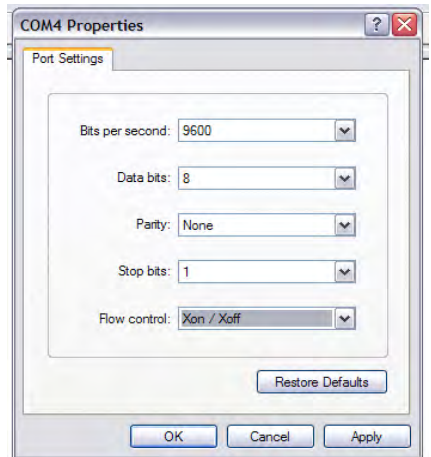 COM4 Properties
Port Settings
Bits per second: 9600
Data bits: 8
Parity: None
Stop bits: 1
Flow control: Xon / Xoff
Restore Defaults
OK Cancel Apply